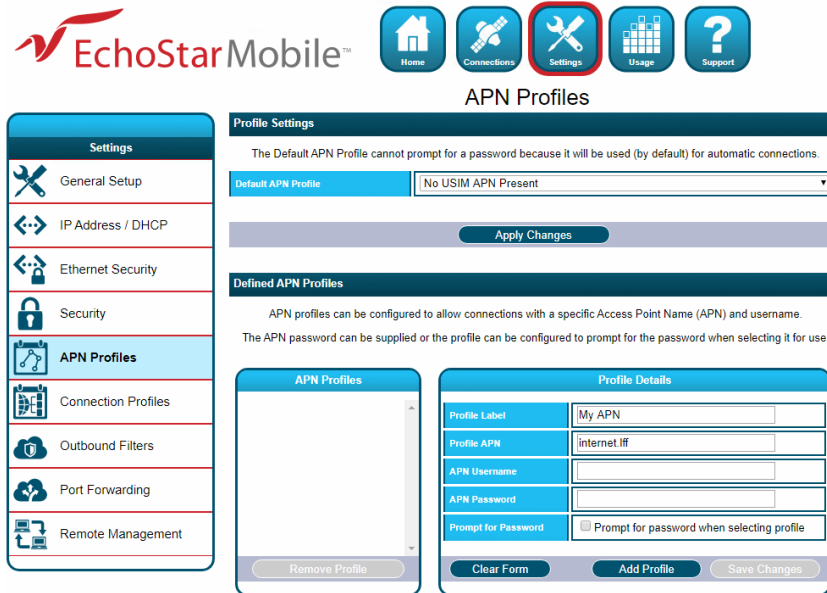 EchoStar Mobile™
Home
Connections
Settings
Usage
Support
APN Profiles
Settings
General Setup
IP Address / DHCP
Ethernet Security
Security
APN Profiles
Connection Profiles
Outbound Filters
Port Forwarding
Remote Management
Profile Settings
The Default APN Profile cannot prompt for a password because it will be used (by default) for automatic connections.
Default APN Profile
No USIM APN Present
Apply Changes
Defined APN Profiles
APN profiles can be configured to allow connections with a specific Access Point Name (APN) and username.
The APN password can be supplied or the profile can be configured to prompt for the password when selecting it for use
APN Profiles
Remove Profile
Profile Details
Profile Label
My APN
Profile APN
internet.lff
APN Username
APN Password
Prompt for Password
Prompt for password when selecting profile
Clear Form
Add Profile
Save Changes